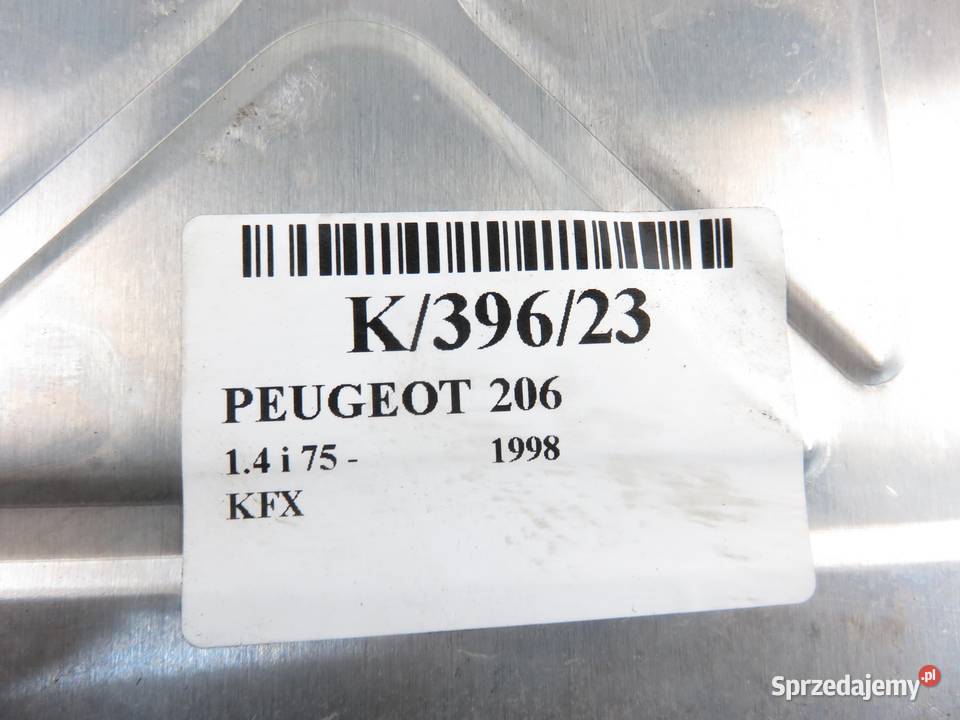 K/396/23
PEUGEOT 206
1.4 i 75 - 1998
KFX
Sprzedajemy.pl